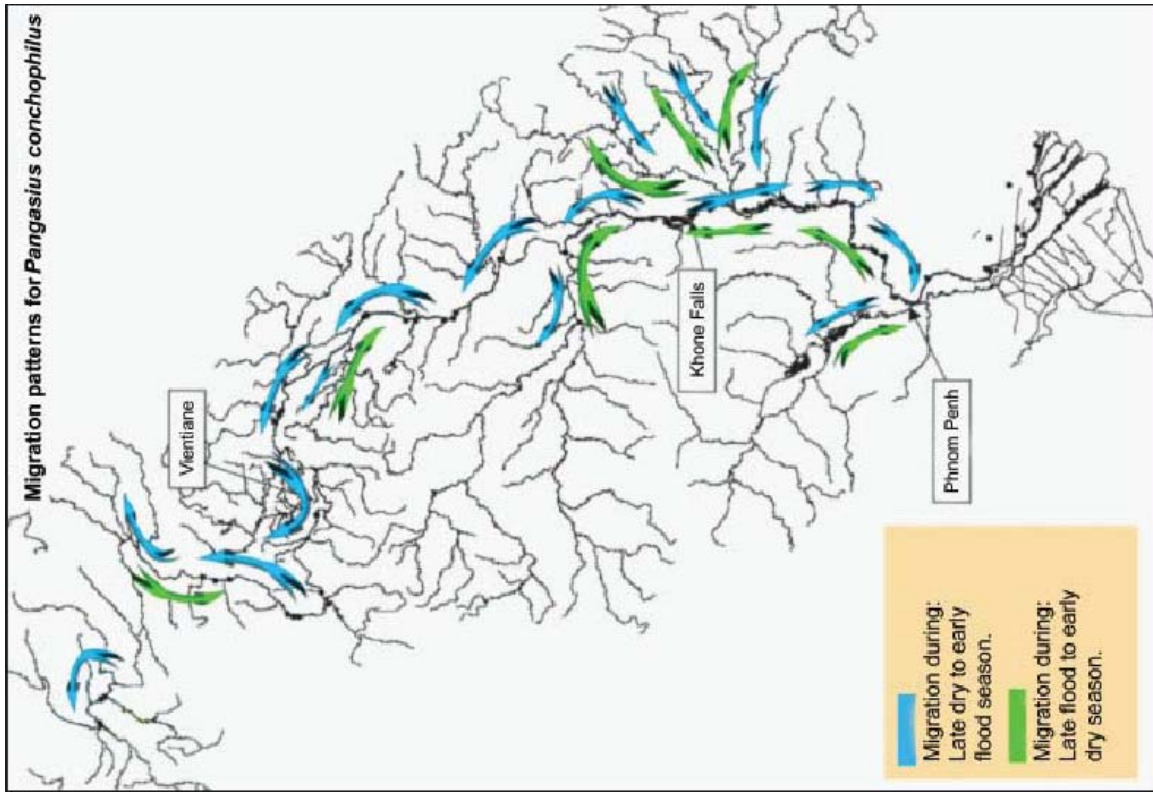 Migration patterns for Pangasius conchophilus
Vientiane
Khone Falls
Phnom Penh
Migration during:
Late dry to early
flood season.
Migration during:
Late flood to early
dry season.